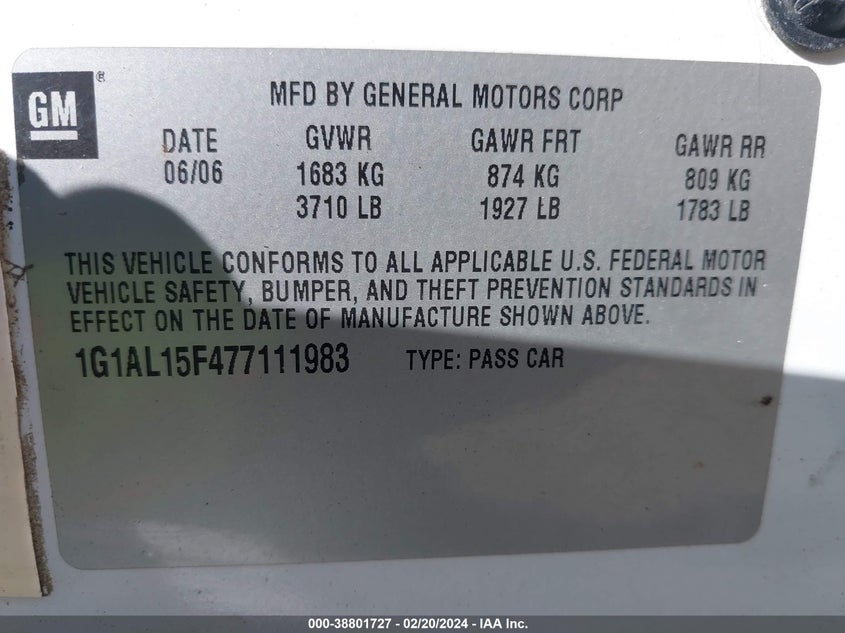 GM®
MFD BY GENERAL MOTORS CORP
DATE GVWR GAWR FRT GAWR RR
06/06 1683 KG 874 KG 809 KG
3710 LB 1927 LB 1783 LB
THIS VEHICLE CONFORMS TO ALL APPLICABLE U.S. FEDERAL MOTOR
VEHICLE SAFETY, BUMPER, AND THEFT PREVENTION STANDARDS IN
EFFECT ON THE DATE OF MANUFACTURE SHOWN ABOVE.
1G1AL15F477111983 TYPE: PASS CAR
000-38801727 - 02/20/2024 - IAA Inc.